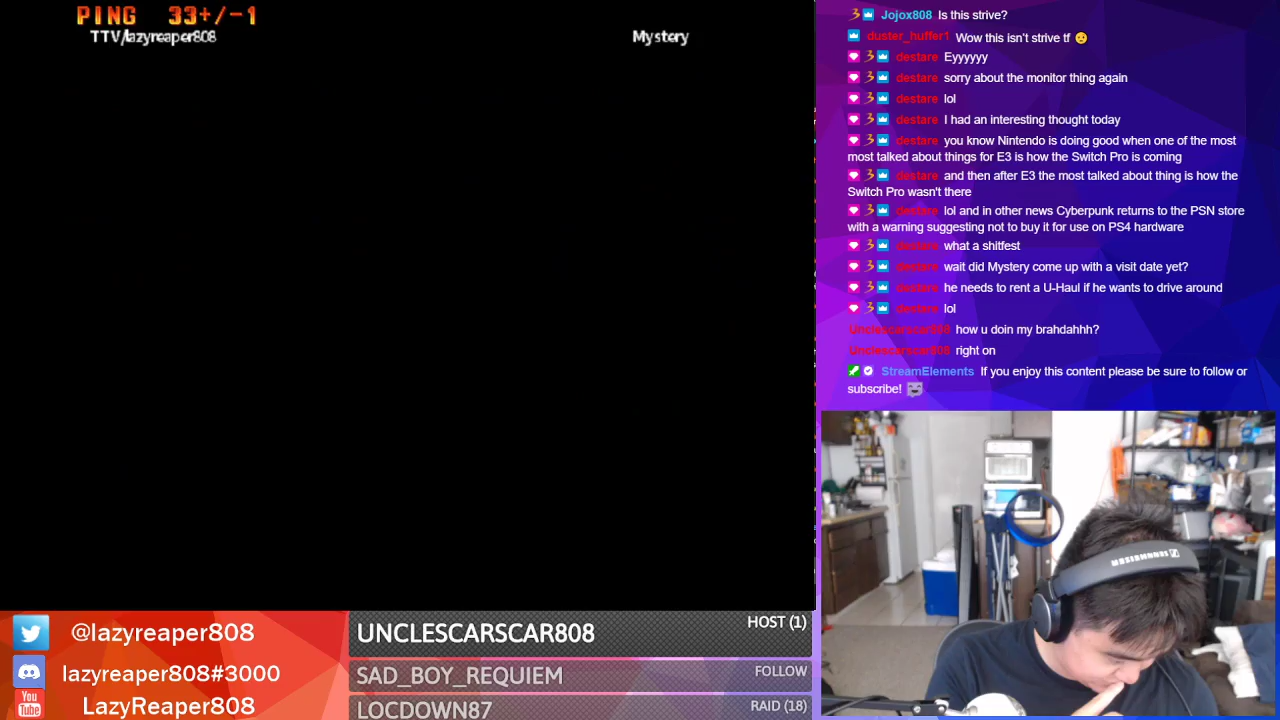 PING 33+/-1
TTV/lazyreaper808
Mystery
Jojox808 Is this strive?
duster_huffer1 Wow this isn't strive tf
destare Eyyyyyy
destare sorry about the monitor thing again
destare lol
destare I had an interesting thought today
destare you know Nintendo is doing good when one of the most
most talked about things for E3 is how the Switch Pro is coming
destare and then after E3 the most talked about thing is how the
Switch Pro wasn't there
destare lol and in other news Cyberpunk returns to the PSN store
with a warning suggesting not to buy it for use on PS4 hardware
destare what a shitfest
destare wait did Mystery come up with a visit date yet?
destare he needs to rent a U-Haul if he wants to drive around
destare lol
Unclescarscar808 how u doin my brahdahhh?
Unclescarscar808 right on
StreamElements If you enjoy this content please be sure to follow or
subscribe!
SENNHEISER
@lazyreaper808
lazyreaper808#3000
You
Tube
LazyReaper808
UNCLESCARSCAR808
HOST (1)
SAD_BOY_REQUIEM
FOLLOW
LOCDOWN87
RAID (18)